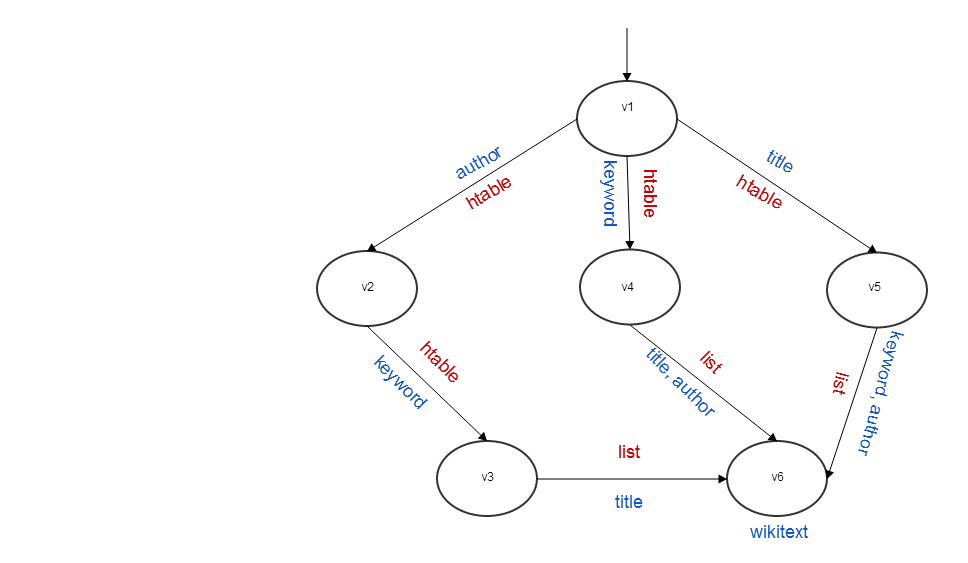 v1
author
htable
keyword
htable
title
htable
v2
v4
v5
keyword
htable
title, author
list
list
keyword, author
v3
list
title
v6
wikitext